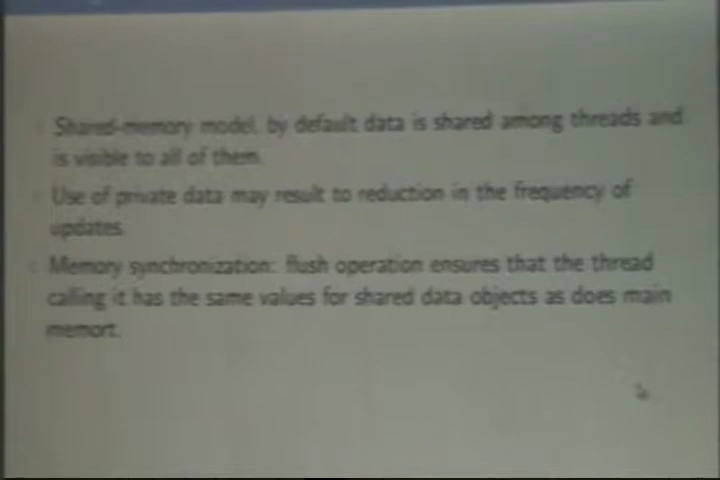 Shared-memory model, by default data is shared among threads and
is visible to all of them.
Use of private data may result to reduction in the frequency of
updates.
Memory synchronization: flush operation ensures that the thread
calling it has the same values for shared data objects as does main
memort.